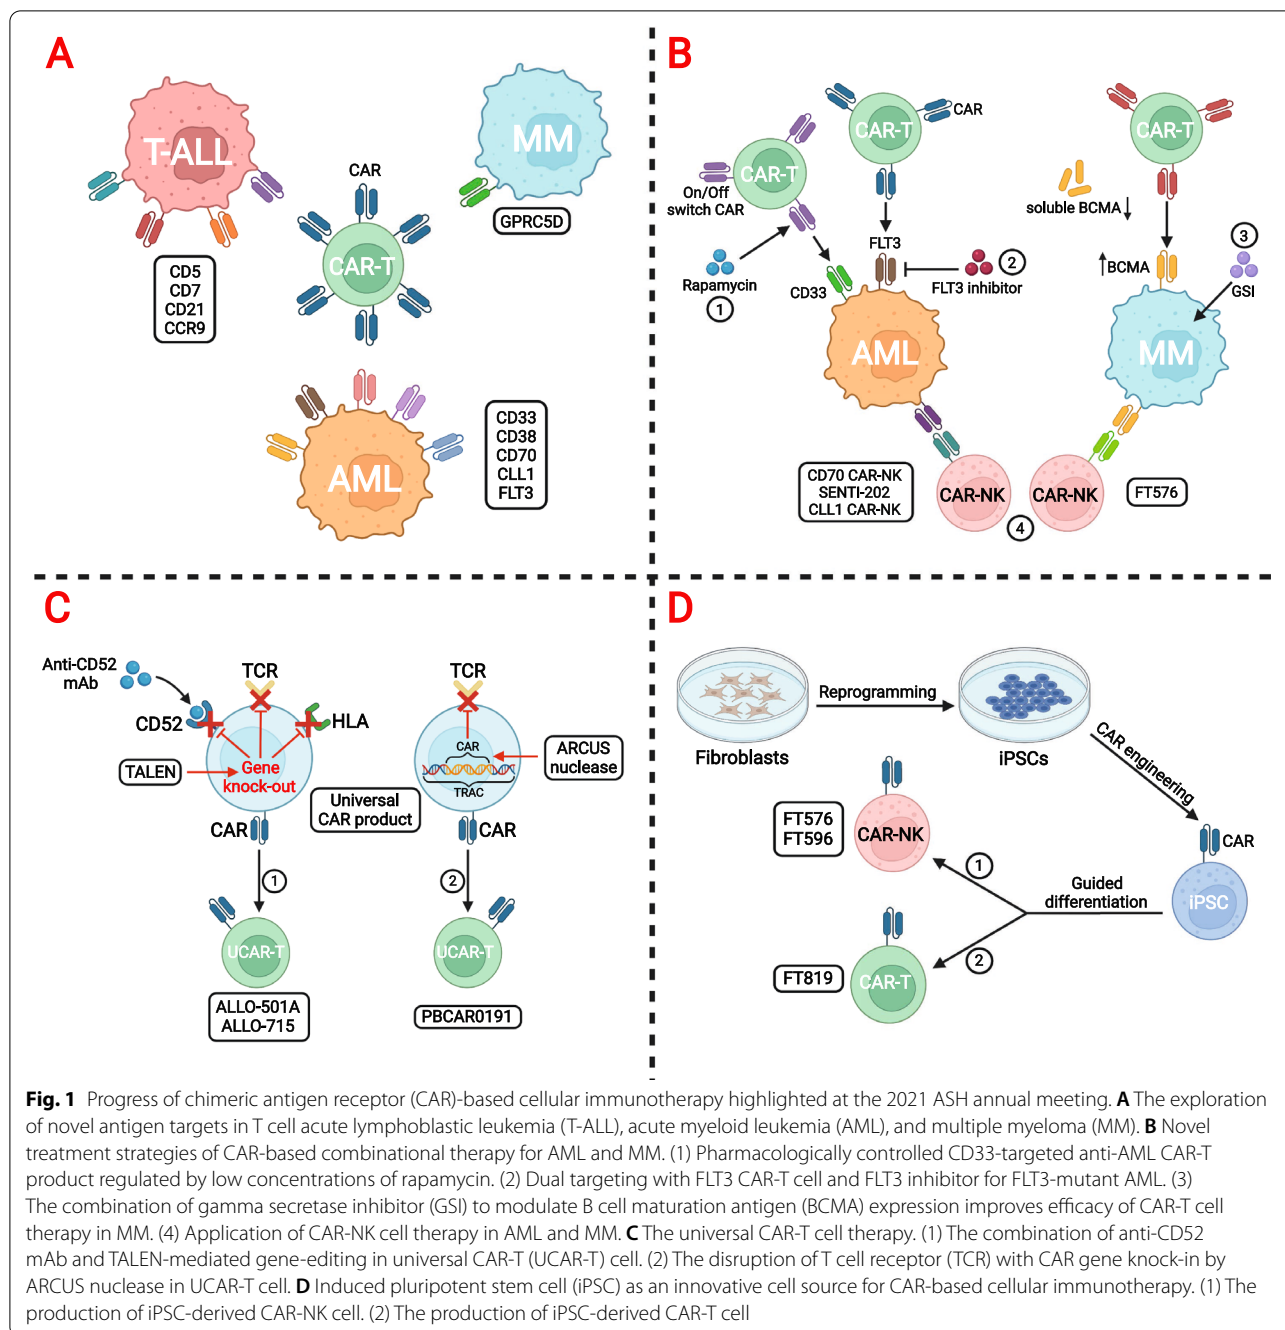 A
T-ALL
MM
CAR
GPRC5D
CAR-T
CD5
CD7
CD21
CCR9
CD33
CD38
CD70
CLL1
FLT3
AML
B
CAR-T
CAR
CAR-T
CAR-T
On/Off
switch CAR
soluble BCMA
FLT3
3
2
BCMA
Rapamycin
CD33
FLT3 inhibitor
GSI
1
AML
MM
CD70 CAR-NK
SENTI-202
CLL1 CAR-NK
CAR-NK
CAR-NK
FT576
4
C
Anti-CD52
mAb
TCR
TCR
CD52
HLA
CAR
ARCUS
nuclease
TALEN
Gene
knock-out
TRAC
Universal
CAR product
CAR
CAR
1
2
UCAR-T
UCAR-T
ALLO-501A
ALLO-715
PBCAR0191
D
Reprogramming
Fibroblasts
iPSCs
CAR engineering
FT576
FT596
CAR-NK
CAR
1
Guided
differentiation
iPSC
2
FT819
CAR-T
Fig. 1 Progress of chimeric antigen receptor (CAR)-based cellular immunotherapy highlighted at the 2021 ASH annual meeting. A The exploration
of novel antigen targets in T cell acute lymphoblastic leukemia (T-ALL), acute myeloid leukemia (AML), and multiple myeloma (MM). B Novel
treatment strategies of CAR-based combinational therapy for AML and MM. (1) Pharmacologically controlled CD33-targeted anti-AML CAR-T
product regulated by low concentrations of rapamycin. (2) Dual targeting with FLT3 CAR-T cell and FLT3 inhibitor for FLT3-mutant AML. (3)
The combination of gamma secretase inhibitor (GSI) to modulate B cell maturation antigen (BCMA) expression improves efficacy of CAR-T cell
therapy in MM. (4) Application of CAR-NK cell therapy in AML and MM. C The universal CAR-T cell therapy. (1) The combination of anti-CD52
mAb and TALEN-mediated gene-editing in universal CAR-T (UCAR-T) cell. (2) The disruption of T cell receptor (TCR) with CAR gene knock-in by
ARCUS nuclease in UCAR-T cell. D Induced pluripotent stem cell (iPSC) as an innovative cell source for CAR-based cellular immunotherapy. (1) The
production of iPSC-derived CAR-NK cell. (2) The production of iPSC-derived CAR-T cell